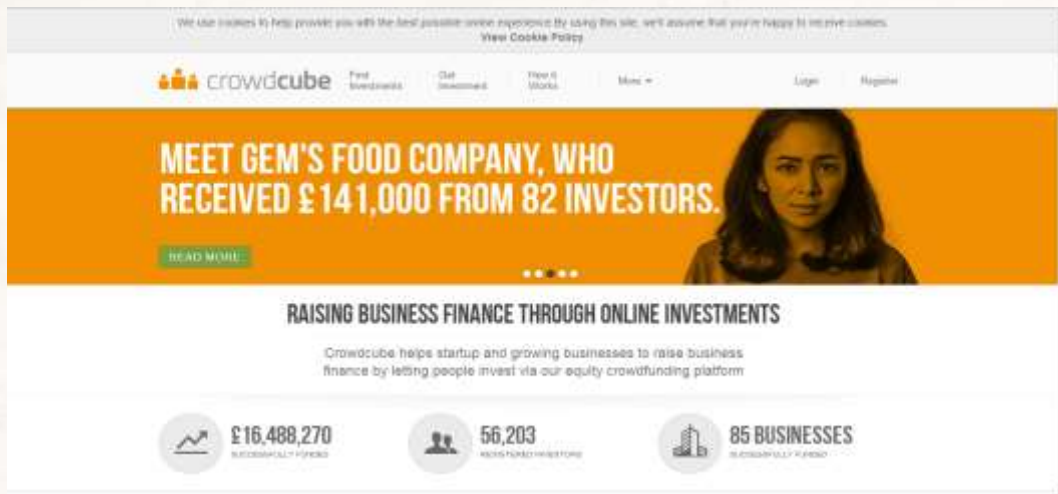 We use cookies to help provide you with the best possible online experience. By using this site, we'll assume that you're happy to receive cookies.
View Cookie Policy
crowdcube
Find Investments
Get Investment
How it Works
More
Login
Register
MEET GEM'S FOOD COMPANY, WHO
RECEIVED £141,000 FROM 82 INVESTORS.
READ MORE
RAISING BUSINESS FINANCE THROUGH ONLINE INVESTMENTS
Crowdcube helps startup and growing businesses to raise business
finance by letting people invest via our equity crowdfunding platform
£16,488,270
SUCCESSFULLY FUNDED
56,203
REGISTERED INVESTORS
85 BUSINESSES
SUCCESSFULLY FUNDED